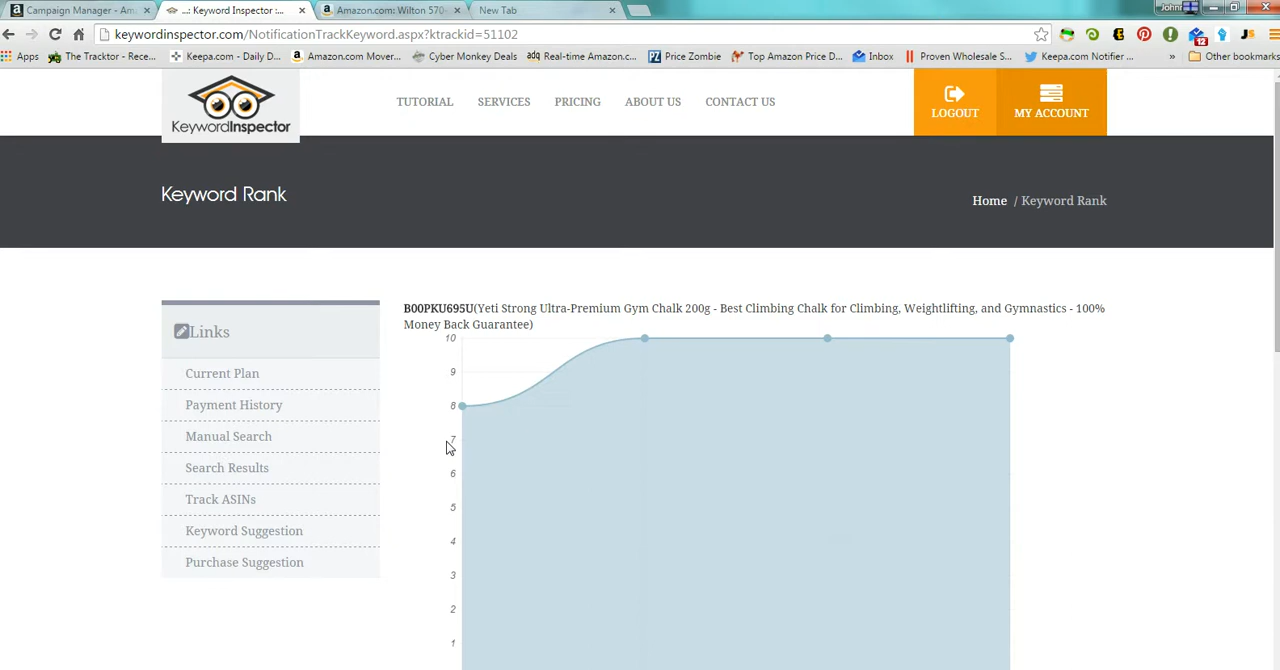 Campaign Manager - Am
..: Keyword Inspector :..
Amazon.com: Wilton 570-
New Tab
John
keywordinspector.com/NotificationTrackKeyword.aspx?ktrackid=51102
12
Apps
The Tracktor - Rece...
Keepa.com - Daily D...
Amazon.com Mover...
Cyber Monkey Deals
Real-time Amazon.c...
Price Zombie
Top Amazon Price D...
Inbox
Proven Wholesale S...
Keepa.com Notifier ...
»
Other bookmarks
KeywordInspector
TUTORIAL
SERVICES
PRICING
ABOUT US
CONTACT US
LOGOUT
MY ACCOUNT
Keyword Rank
Home / Keyword Rank
Links
Current Plan
Payment History
Manual Search
Search Results
Track ASINs
Keyword Suggestion
Purchase Suggestion
B00PKU695U(Yeti Strong Ultra-Premium Gym Chalk 200g - Best Climbing Chalk for Climbing, Weightlifting, and Gymnastics - 100%
Money Back Guarantee)
10
9
8
7
6
5
4
3
2
1